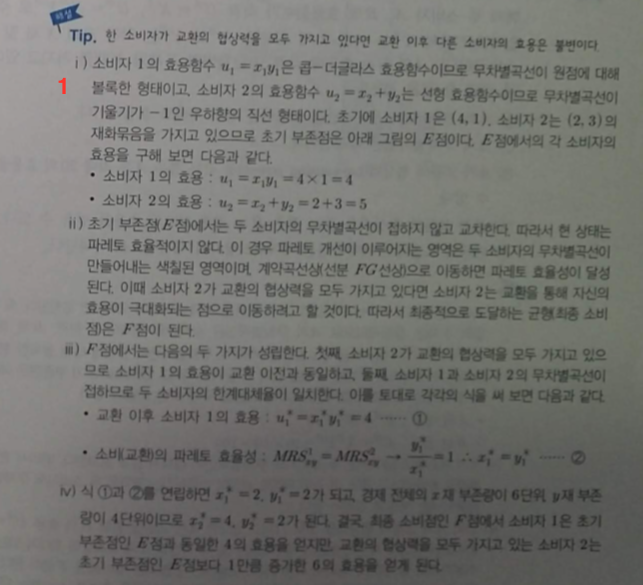 해설
Tip. 한 소비자가 교환의 협상력을 모두 가지고 있다면 교환 이후 다른 소비자의 효용은 불변이다.
1
ⅰ) 소비자 1의 효용함수 u₁=x₁y₁은 콥-더글라스 효용함수이므로 무차별곡선이 원점에 대해
볼록한 형태이고, 소비자 2의 효용함수 u₂=x₂+y₂는 선형 효용함수이므로 무차별곡선이
기울기가 -1인 우하향의 직선 형태이다. 초기에 소비자 1은 (4, 1), 소비자 2는 (2, 3)의
재화묶음을 가지고 있으므로 초기 부존점은 아래 그림의 E점이다. E점에서의 각 소비자의
효용을 구해 보면 다음과 같다.
• 소비자 1의 효용 : u₁=x₁y₁=4×1=4
• 소비자 2의 효용 : u₂=x₂+y₂=2+3=5
ⅱ) 초기 부존점(E점)에서는 두 소비자의 무차별곡선이 접하지 않고 교차한다. 따라서 현 상태는
파레토 효율적이지 않다. 이 경우 파레토 개선이 이루어지는 영역은 두 소비자의 무차별곡선이
만들어내는 색칠된 영역이며, 계약곡선상(선분 FG선상)으로 이동하면 파레토 효율성이 달성
된다. 이때 소비자 2가 교환의 협상력을 모두 가지고 있다면 소비자 2는 교환을 통해 자신의
효용이 극대화되는 점으로 이동하려고 할 것이다. 따라서 최종적으로 도달하는 균형(최종 소비
점)은 F점이 된다.
ⅲ) F점에서는 다음의 두 가지가 성립한다. 첫째, 소비자 2가 교환의 협상력을 모두 가지고 있으
므로 소비자 1의 효용이 교환 이전과 동일하고, 둘째, 소비자 1과 소비자 2의 무차별곡선이
접하므로 두 소비자의 한계대체율이 일치한다. 이를 토대로 각각의 식을 써 보면 다음과 같다.
• 교환 이후 소비자 1의 효용 : u₁*=x₁*y₁*=4 …… ①
• 소비(교환)의 파레토 효율성 : MRS¹xy=MRS²xy → y₁*/x₁*=1 ∴ x₁*=y₁* …… ②
ⅳ) 식 ①과 ②를 연립하면 x₁*=2, y₁*=2가 되고, 경제 전체의 x재 부존량이 6단위, y재 부존
량이 4단위이므로 x₂*=4, y₂*=2가 된다. 결국, 최종 소비점인 F점에서 소비자 1은 초기
부존점인 E점과 동일한 4의 효용을 얻지만, 교환의 협상력을 모두 가지고 있는 소비자 2는
초기 부존점인 E점보다 1만큼 증가한 6의 효용을 얻게 된다.